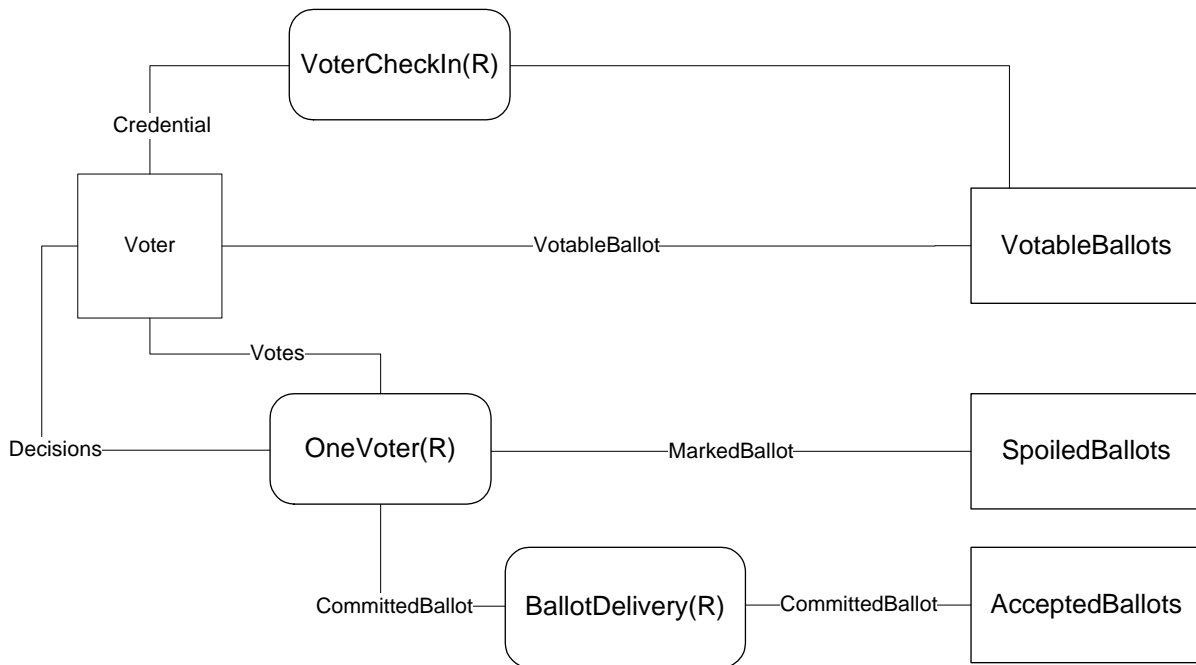 VoterCheckIn(R)
Credential
Voter
VotableBallot
VotableBallots
Votes
Decisions
OneVoter(R)
MarkedBallot
SpoiledBallots
CommittedBallot
BallotDelivery(R)
CommittedBallot
AcceptedBallots